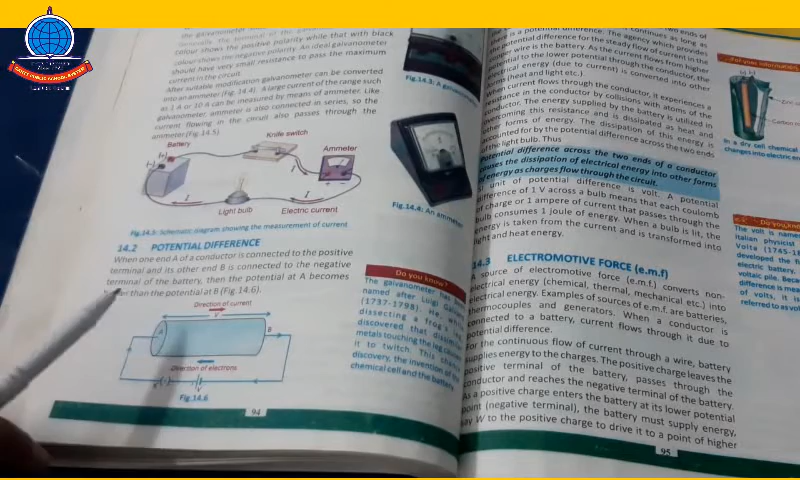 the galvanometer
colour shows the positive polarity while that with black
colour shows the negative polarity. An ideal galvanometer
should have very small resistance to pass the maximum
current in the circuit
After suitable modification galvanometer can be converted
into an ammeter (Fig. 14.4). A large current of the range such
as 1 A or 10 A can be measured by means of ammeter. Like
galvanometer, ammeter is also connected in series, so the
current flowing in the circuit also passes through the
ammeter (Fig 14.5).
Battery
Knife switch
Ammeter
(+)
(-)
I
I
I
Light bulb
Electric current
Fig.14.5: Schematic diagram showing the measurement of current
14.2 POTENTIAL DIFFERENCE
When one end A of a conductor is connected to the positive
terminal and its other end B is connected to the negative
terminal of the battery, then the potential at A becomes
than the potential at B (Fig. 14.6).
Direction of current
A
B
Direction of electrons
V
Fig.14.6
94
Fig.14.3: A
Fig.14.4: An ammeter
Do you know?
The galvanometer has been
named after Luigi
(1737-1798). He, while
dissecting a frog's
discovered that dissimilar
metals touching the leg caused
it to twitch. This
discovery, the invention of the
chemical cell and the battery.
two ends of
continues as long as
there is a potential difference. The agency which provides
the potential difference for the steady flow of current in the
wire is the battery. As the current flows from higher
potential to the lower potential through the conductor, the
electrical energy (due to current) is converted into other
(heat and light etc.)
When current flows through the conductor, it experiences a
resistance in the conductor by collisions with atoms of the
conductor. The energy supplied by the battery is utilized in
overcoming this resistance and is dissipated as heat and
other forms of energy. The dissipation of this energy is
accounted for by the potential difference across the two ends
of the light bulb. Thus
Potential difference across the two ends of a conductor
causes the dissipation of electrical energy into other forms
of energy as charges flow through the circuit.
unit of potential difference is volt. A potential
difference of 1 V across a bulb means that each coulomb
of charge or 1 ampere of current that passes through the
bulb consumes 1 joule of energy. When a bulb is lit, the
energy is taken from the current and is transformed into
light and heat energy.
14.3 ELECTROMOTIVE FORCE (e.m.f)
A source of electromotive force (e.m.f.) converts non-
electrical energy (chemical, thermal, mechanical etc.) into
electrical energy. Examples of sources of e.m.f. are batteries,
thermocouples and generators. When a conductor is
connected to a battery, current flows through it due to
potential difference.
For the continuous flow of current through a wire, battery
supplies energy to the charges. The positive charge leaves the
positive terminal of the battery, passes through the
conductor and reaches the negative terminal of the battery.
As a positive charge enters the battery at its lower potential
point (negative terminal), the battery must supply energy,
say W to the positive charge to drive it to a point of higher
95
For your information
In a dry cell chemical
changes into electric
Do you know
The volt is named
Italian physicist
Volta (1745-18
developed the f
electric battery,
voltaic pile. Beca
difference is meas
of volts, it is
referred to as vol